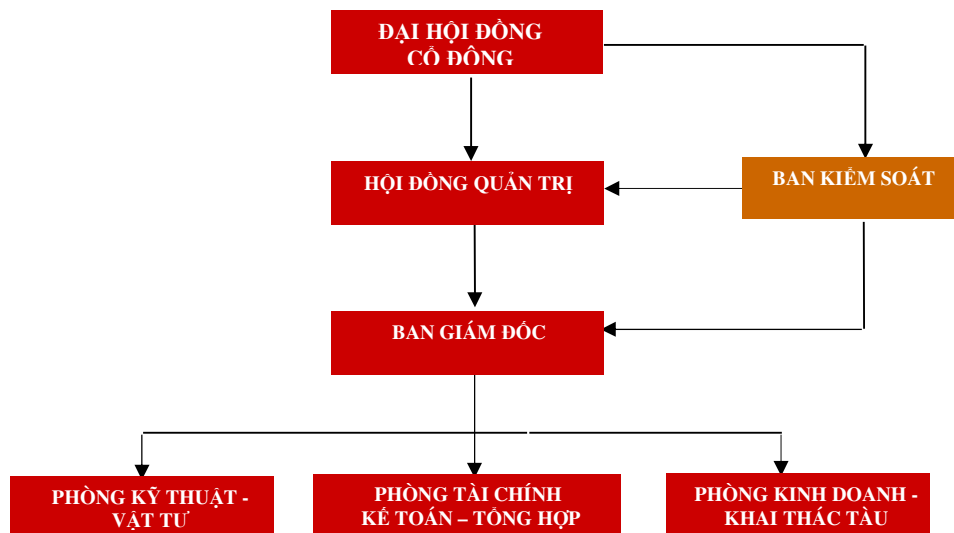 ĐẠI HỘI ĐỒNG
CỔ ĐÔNG
HỘI ĐỒNG QUẢN TRỊ
BAN KIỂM SOÁT
BAN GIÁM ĐỐC
PHÒNG KỸ THUẬT -
VẬT TƯ
PHÒNG TÀI CHÍNH
KẾ TOÁN – TỔNG HỢP
PHÒNG KINH DOANH -
KHAI THÁC TÀU